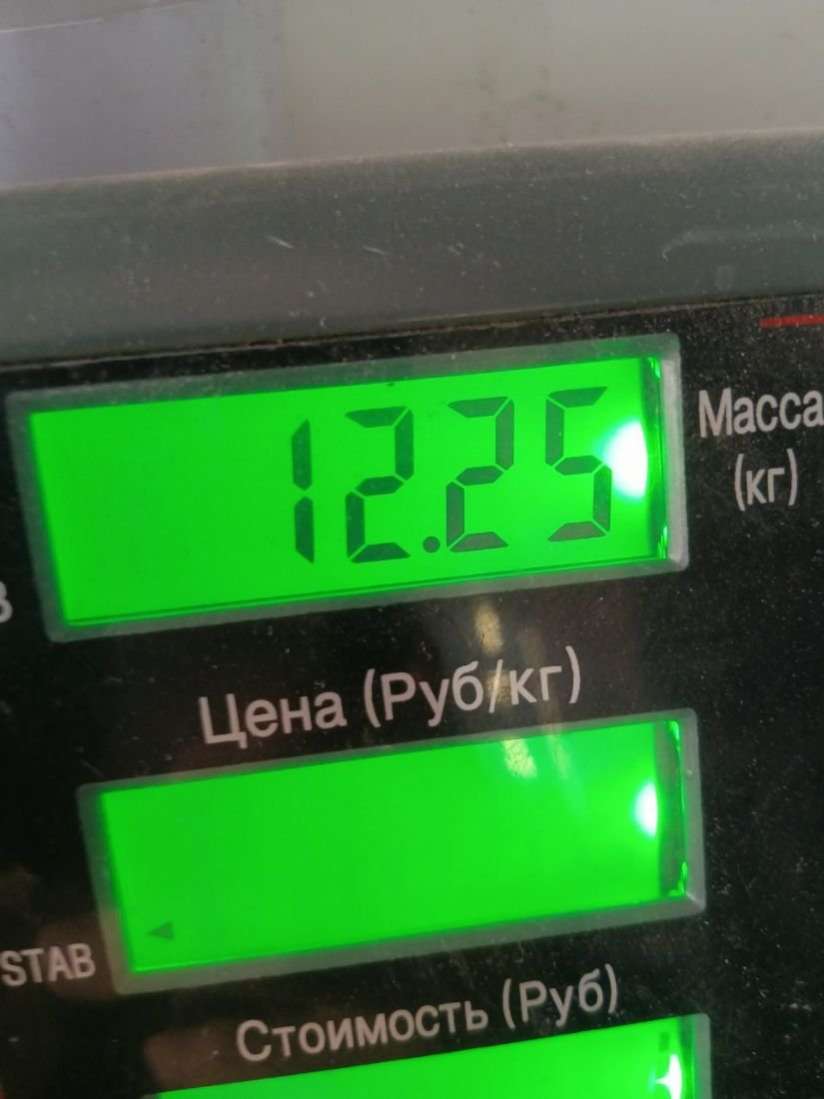 12.25
Масса
(кг)
Цена (Руб/кг)
STAB
Стоимость (Руб)